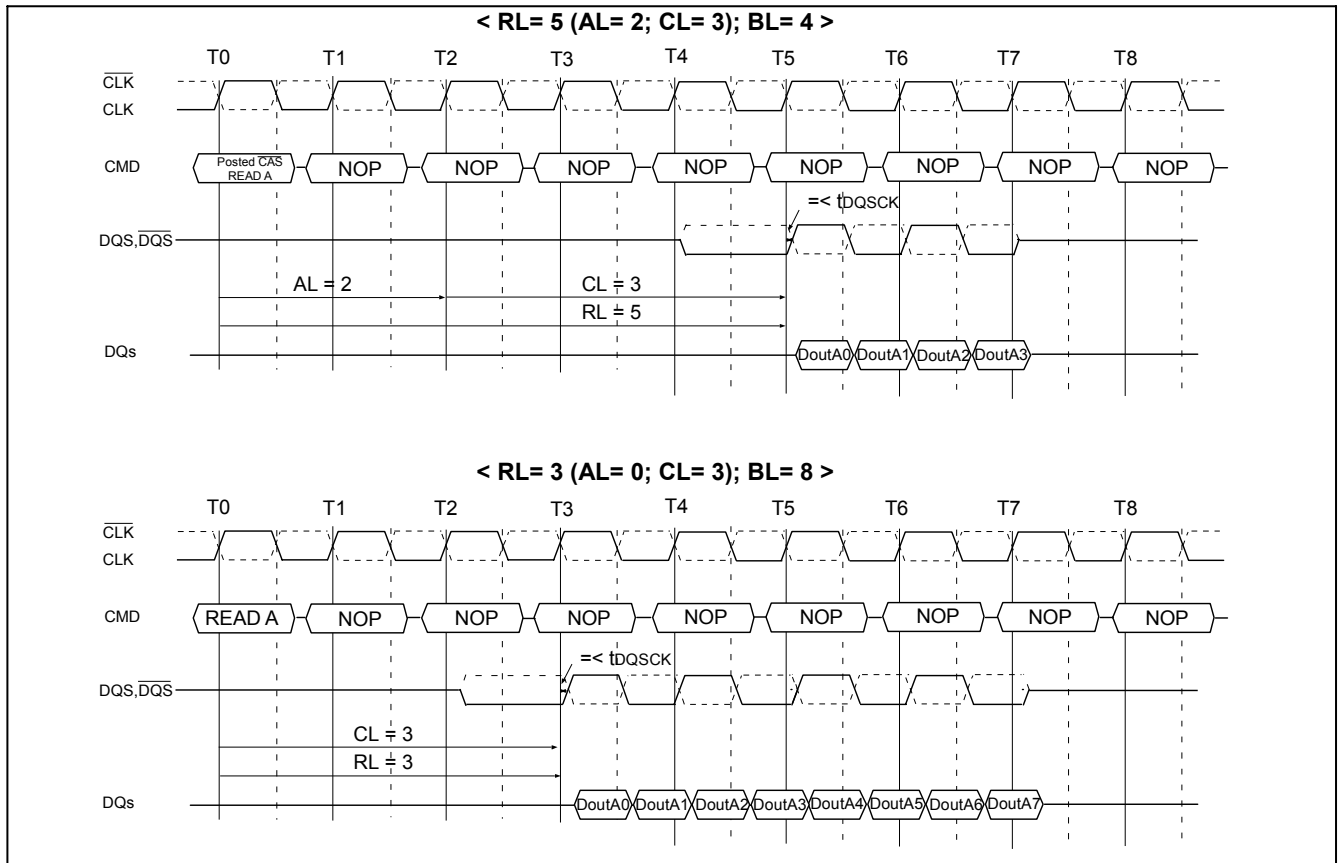 < RL= 5 (AL= 2; CL= 3); BL= 4 >
T0 T1 T2 T3 T4 T5 T6 T7 T8
CLK
CLK
CMD Posted CAS READ A NOP NOP NOP NOP NOP NOP NOP NOP
=< tDQSCK
DQS,DQS
AL = 2 CL = 3
RL = 5
DQs DoutA0 DoutA1 DoutA2 DoutA3
< RL= 3 (AL= 0; CL= 3); BL= 8 >
T0 T1 T2 T3 T4 T5 T6 T7 T8
CLK
CLK
CMD READ A NOP NOP NOP NOP NOP NOP NOP NOP
=< tDQSCK
DQS,DQS
CL = 3
RL = 3
DQs DoutA0 DoutA1 DoutA2 DoutA3 DoutA4 DoutA5 DoutA6 DoutA7